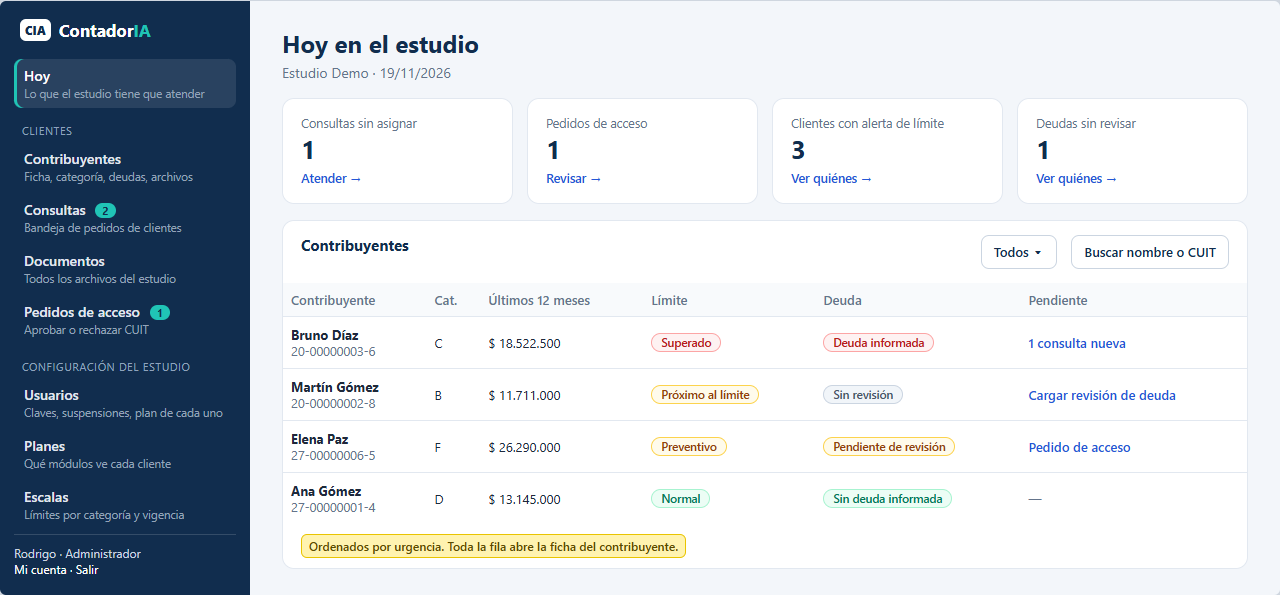 CIA ContadorIA
Hoy
Lo que el estudio tiene que atender
CLIENTES
Contribuyentes
Ficha, categoría, deudas, archivos
Consultas 2
Bandeja de pedidos de clientes
Documentos
Todos los archivos del estudio
Pedidos de acceso 1
Aprobar o rechazar CUIT
CONFIGURACIÓN DEL ESTUDIO
Usuarios
Claves, suspensiones, plan de cada uno
Planes
Qué módulos ve cada cliente
Escalas
Límites por categoría y vigencia
Rodrigo · Administrador
Mi cuenta · Salir
Hoy en el estudio
Estudio Demo · 19/11/2026
Consultas sin asignar
1
Atender →
Pedidos de acceso
1
Revisar →
Clientes con alerta de límite
3
Ver quiénes →
Deudas sin revisar
1
Ver quiénes →
Contribuyentes
Todos
Buscar nombre o CUIT
Contribuyente Cat. Últimos 12 meses Límite Deuda Pendiente
Bruno Díaz
20-00000003-6
C $ 18.522.500 Superado Deuda informada 1 consulta nueva
Martín Gómez
20-00000002-8
B $ 11.711.000 Próximo al límite Sin revisión Cargar revisión de deuda
Elena Paz
27-00000006-5
F $ 26.290.000 Preventivo Pendiente de revisión Pedido de acceso
Ana Gómez
27-00000001-4
D $ 13.145.000 Normal Sin deuda informada —
Ordenados por urgencia. Toda la fila abre la ficha del contribuyente.